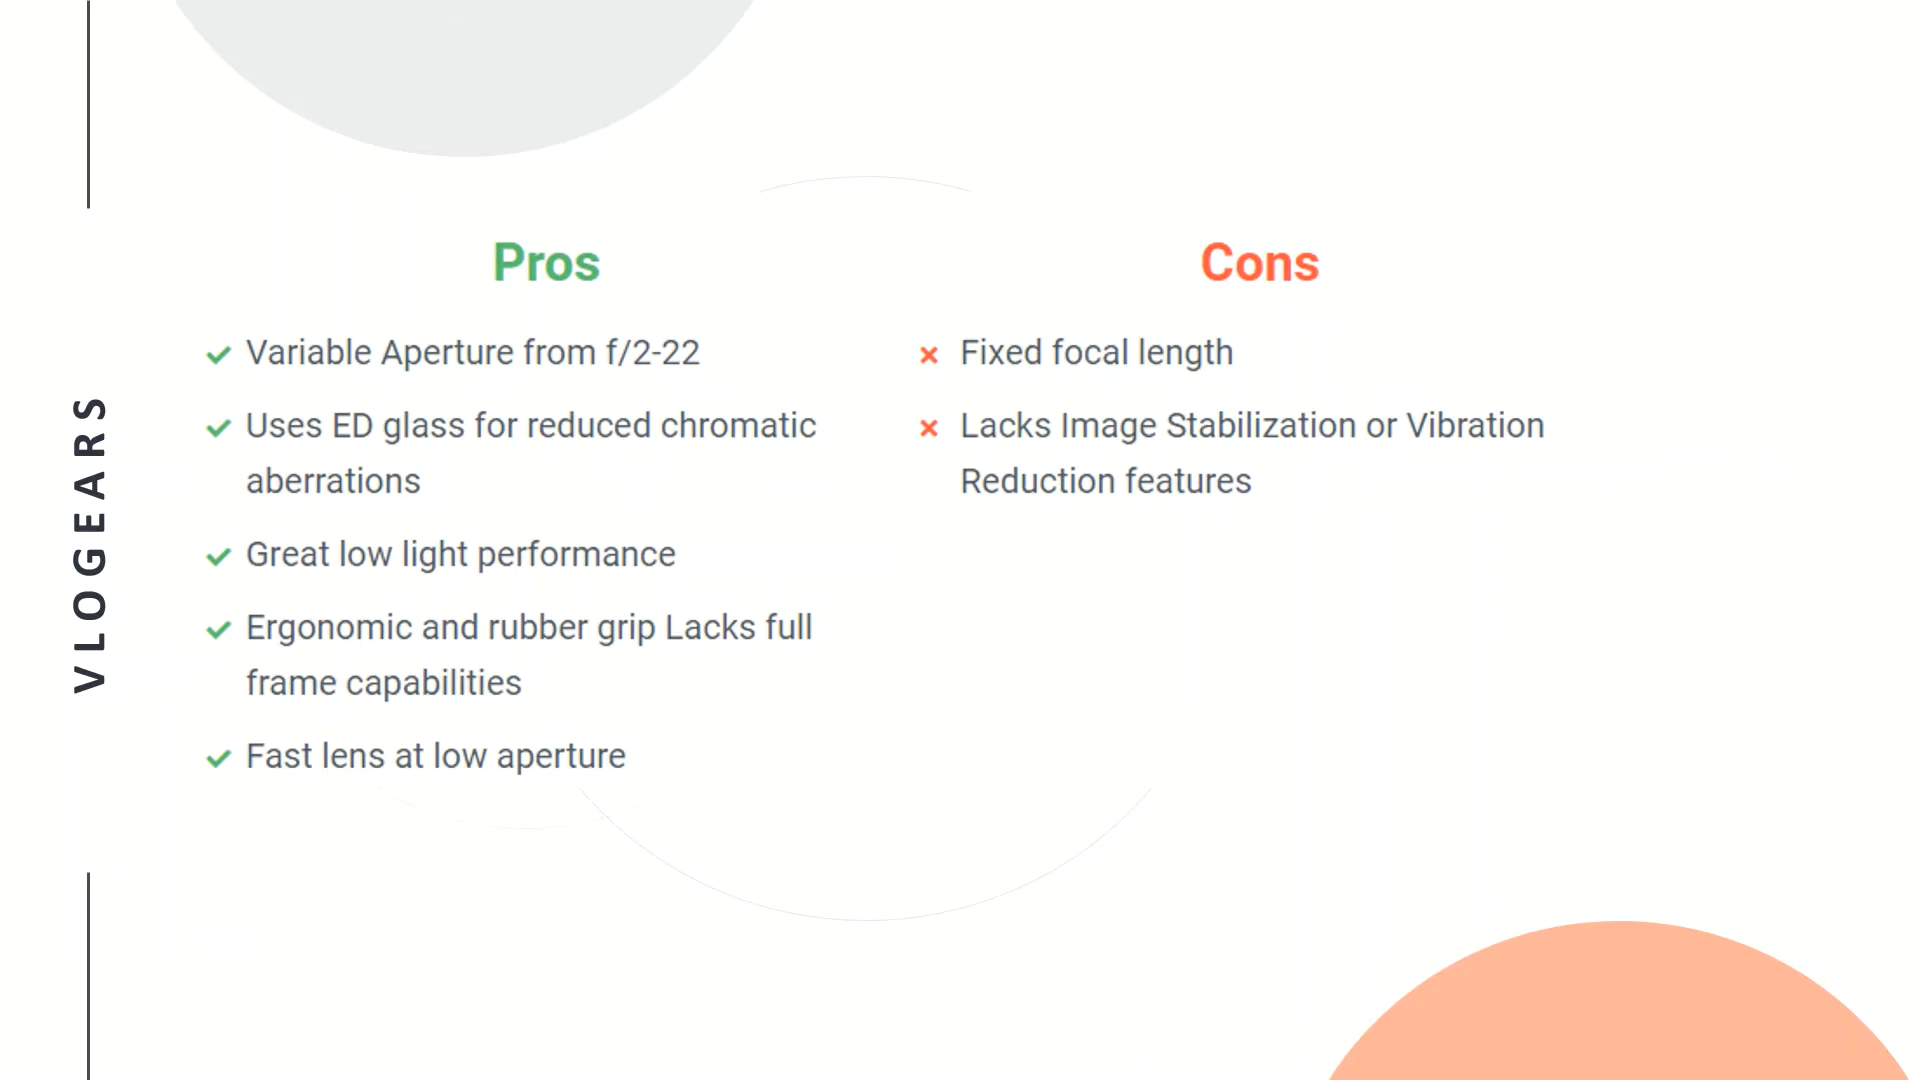 VLOGEARS
Pros
Variable Aperture from f/2-22
Uses ED glass for reduced chromatic
aberrations
Great low light performance
Ergonomic and rubber grip Lacks full
frame capabilities
Fast lens at low aperture
Cons
Fixed focal length
Lacks Image Stabilization or Vibration
Reduction features